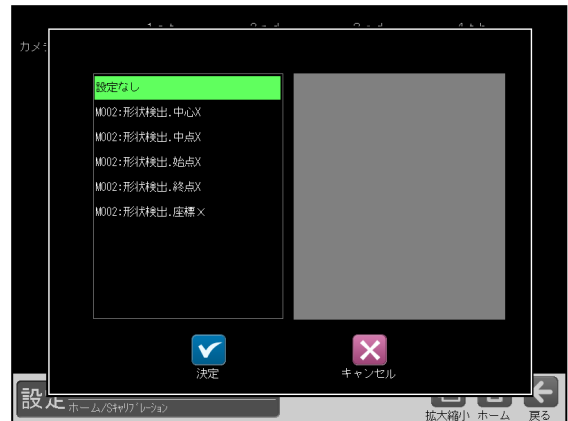 カメラ
設定なし
M002:形状検出.中心X
M002:形状検出.中点X
M002:形状検出.始点X
M002:形状検出.終点X
M002:形状検出.座標X
決定
キャンセル
設定
ホーム/Sｷｬﾘﾌﾞﾚｰｼｮﾝ
拡大縮小 ホーム 戻る